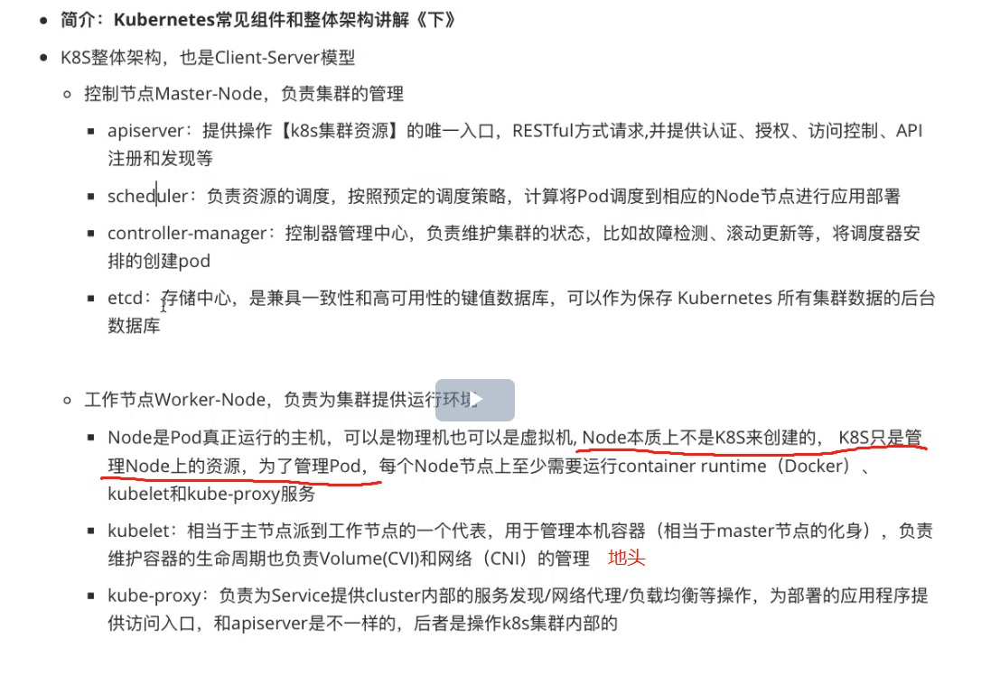 简介：Kubernetes常见组件和整体架构讲解《下》
K8S整体架构，也是Client-Server模型
控制节点Master-Node，负责集群的管理
apiserver：提供操作【k8s集群资源】的唯一入口，RESTful方式请求,并提供认证、授权、访问控制、API
注册和发现等
scheduler：负责资源的调度，按照预定的调度策略，计算将Pod调度到相应的Node节点进行应用部署
controller-manager：控制器管理中心，负责维护集群的状态，比如故障检测、滚动更新等，将调度器安
排的创建pod
etcd：存储中心，是兼具一致性和高可用性的键值数据库，可以作为保存 Kubernetes 所有集群数据的后台
数据库
工作节点Worker-Node，负责为集群提供运行环境
Node是Pod真正运行的主机，可以是物理机也可以是虚拟机, Node本质上不是K8S来创建的， K8S只是管
理Node上的资源，为了管理Pod，每个Node节点上至少需要运行container runtime（Docker）、
kubelet和kube-proxy服务
kubelet：相当于主节点派到工作节点的一个代表，用于管理本机容器（相当于master节点的化身），负责
维护容器的生命周期也负责Volume(CVI)和网络（CNI）的管理 地头
kube-proxy：负责为Service提供cluster内部的服务发现/网络代理/负载均衡等操作，为部署的应用程序提
供访问入口，和apiserver是不一样的，后者是操作k8s集群内部的